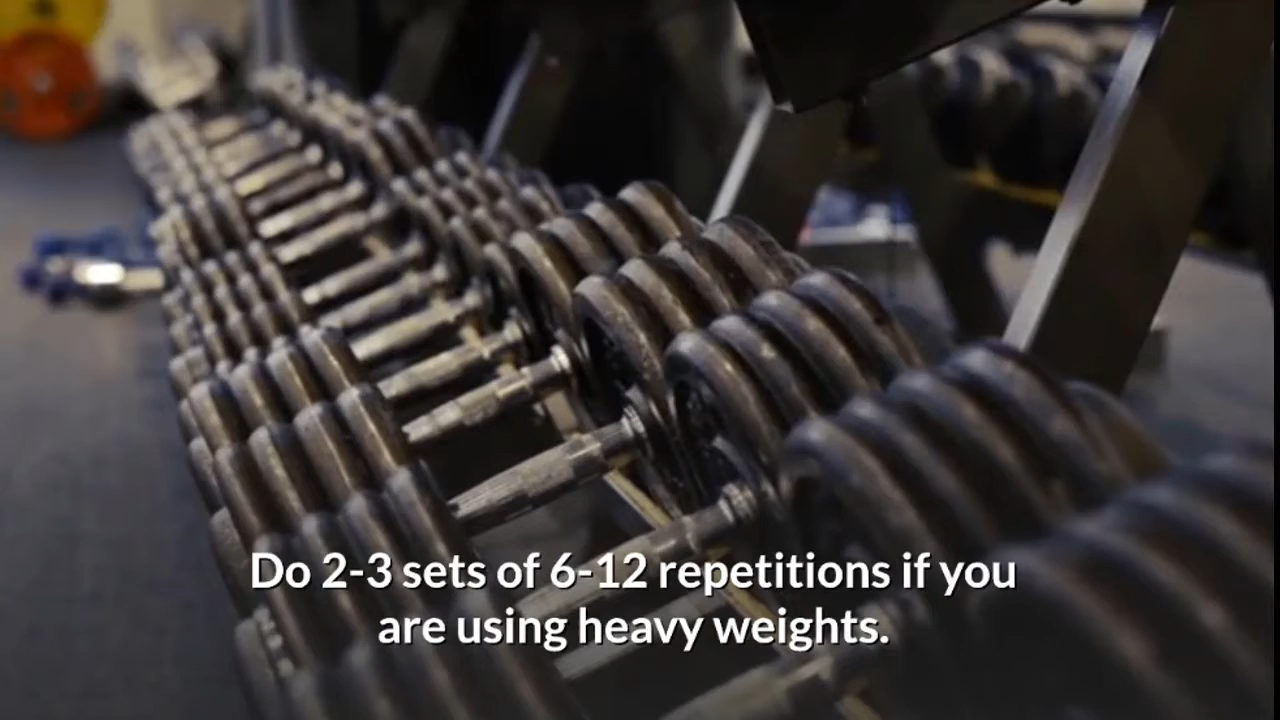 Do 2-3 sets of 6-12 repetitions if you
are using heavy weights.